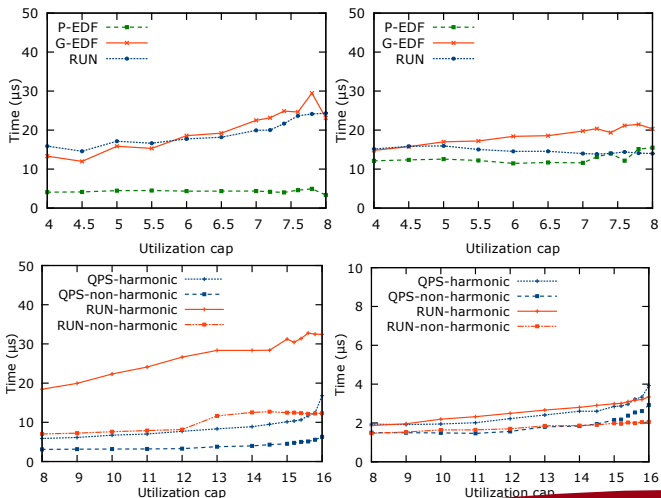 50
40
30
20
10
0
Time (µs)
P-EDF
G-EDF
RUN
4 4.5 5 5.5 6 6.5 7 7.5 8
Utilization cap
50
40
30
20
10
0
Time (µs)
P-EDF
G-EDF
RUN
4 4.5 5 5.5 6 6.5 7 7.5 8
Utilization cap
50
40
30
20
10
0
Time (µs)
QPS-harmonic
QPS-non-harmonic
RUN-harmonic
RUN-non-harmonic
8 9 10 11 12 13 14 15 16
Utilization cap
10
8
6
4
2
0
Time (µs)
QPS-harmonic
QPS-non-harmonic
RUN-harmonic
RUN-non-harmonic
8 9 10 11 12 13 14 15 16
Utilization cap